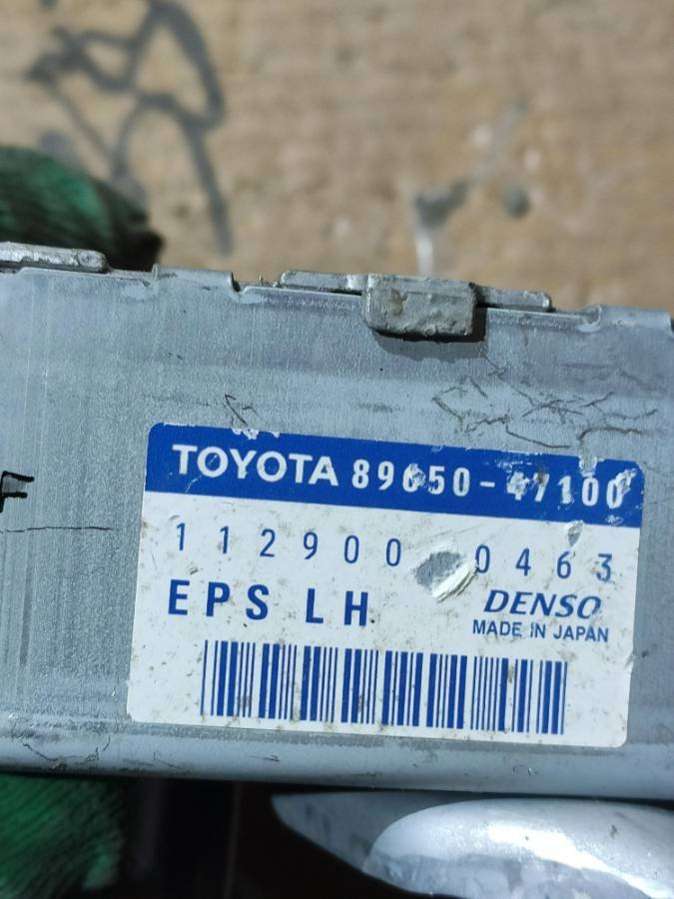 TOYOTA 89650-47100
112900 0463
EPS LH
DENSO
MADE IN JAPAN